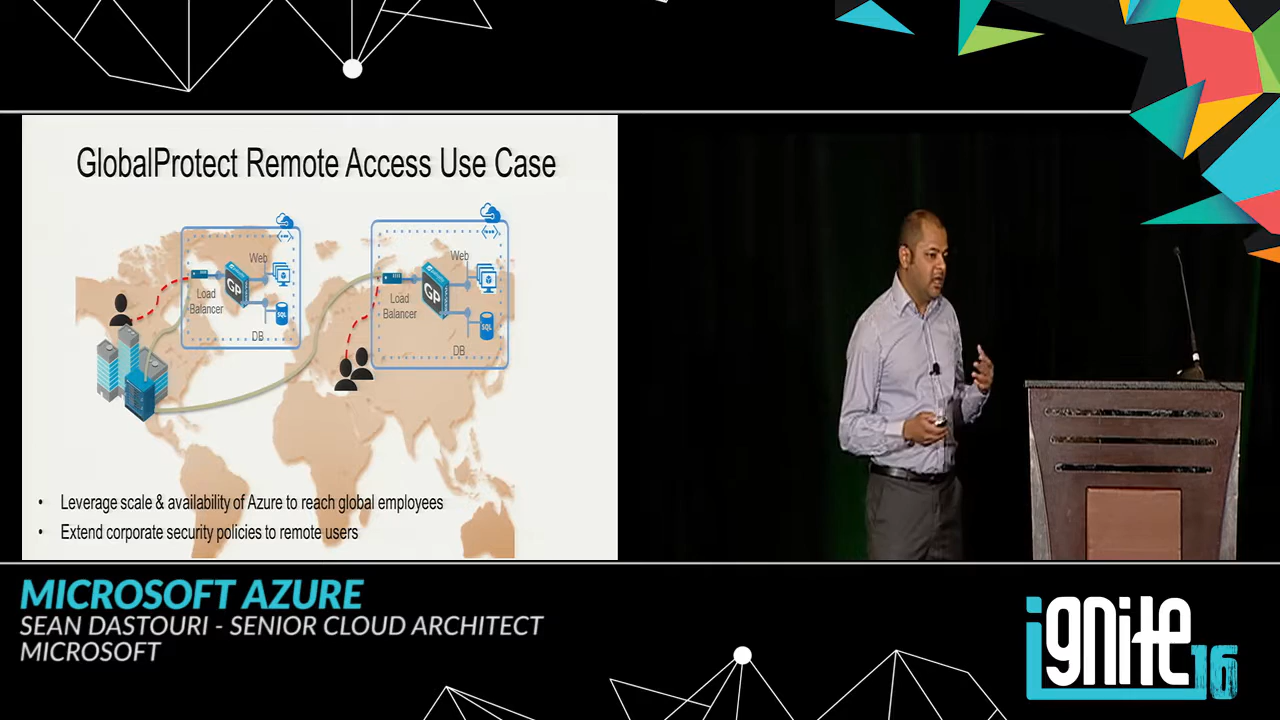 GlobalProtect Remote Access Use Case
Web
Load
Balancer
GP
SQL
DB
Web
Load
Balancer
GP
SQL
DB
• Leverage scale & availability of Azure to reach global employees
• Extend corporate security policies to remote users
MICROSOFT AZURE
SEAN DASTOURI - SENIOR CLOUD ARCHITECT
MICROSOFT
ignite 16